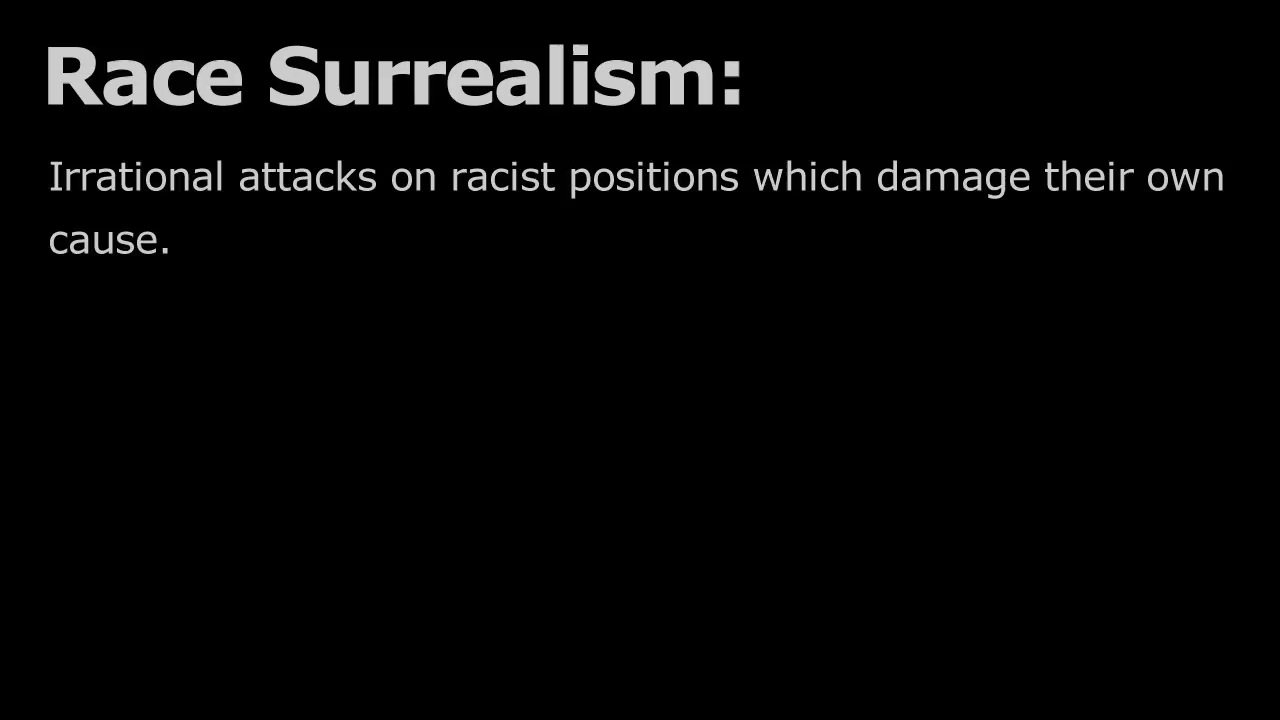 Race Surrealism:
Irrational attacks on racist positions which damage their own
cause.